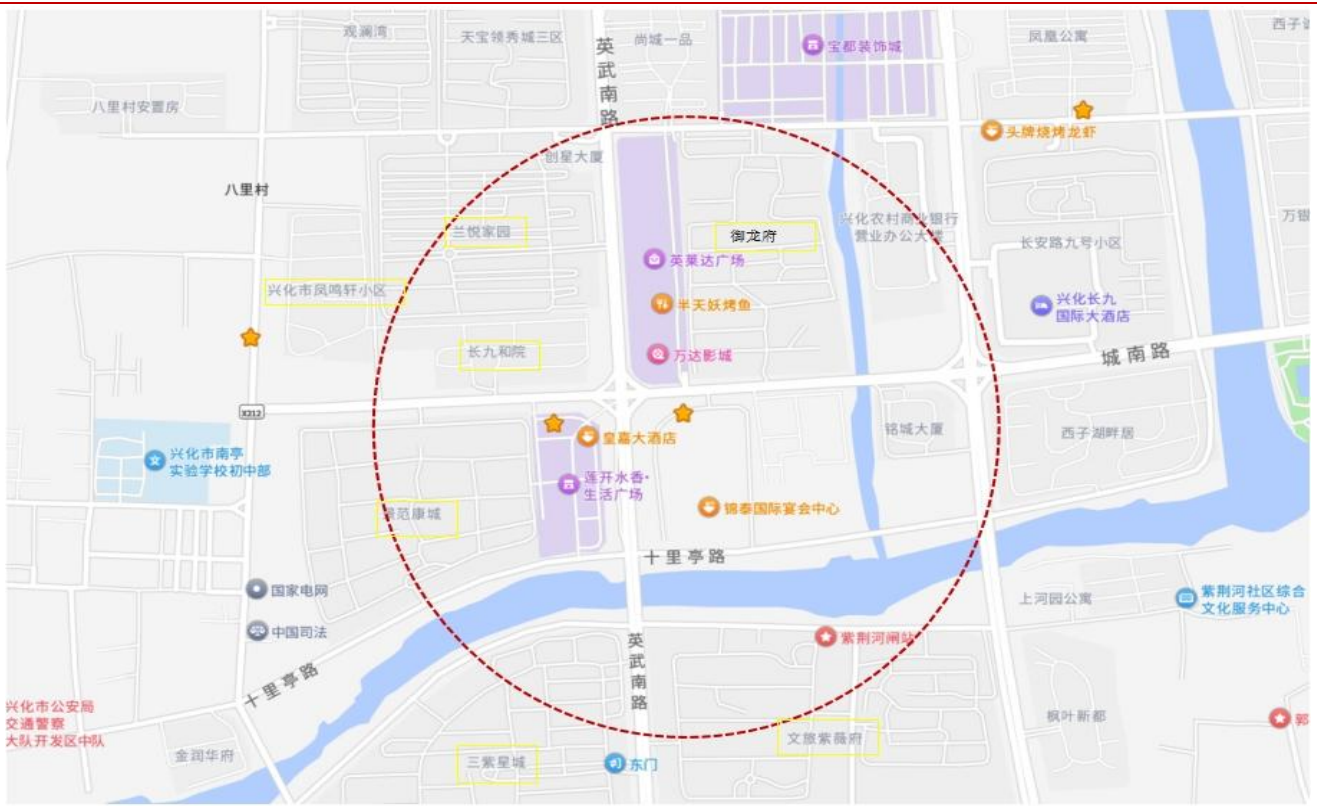 观澜湾
天宝领秀城三区
英武南路
尚城一品
宝都装饰城
凤凰公寓
西子
八里村安置房
头牌烧烤龙虾
创星大厦
八里村
兰悦家园
御龙府
兴化农村商业银行
营业办公大楼
长安路九号小区
万银
英莱达广场
兴化市凤鸣轩小区
半天妖烤鱼
兴化长九
国际大酒店
长九和院
万达影城
城南路
X312
皇嘉大酒店
铭城大厦
西子湖畔居
兴化市南亭
实验学校初中部
莲开水香·
生活广场
锦泰国际宴会中心
景范康城
十里亭路
国家电网
上河园公寓
紫荆河社区综合
文化服务中心
中国司法
英武南路
紫荆河闸站
十里亭路
兴化市公安局
交通警察
大队开发区中队
枫叶新都
郭
金润华府
文旅紫薇府
三紫星城
东门